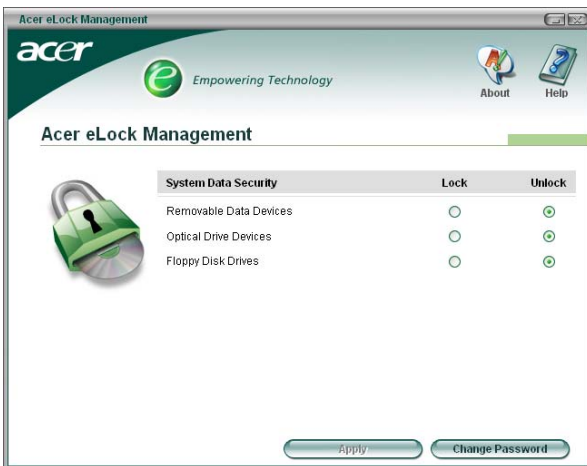 Acer eLock Management
acer
e Empowering Technology
About Help
Acer eLock Management
System Data Security Lock Unlock
Removable Data Devices
Optical Drive Devices
Floppy Disk Drives
Apply Change Password